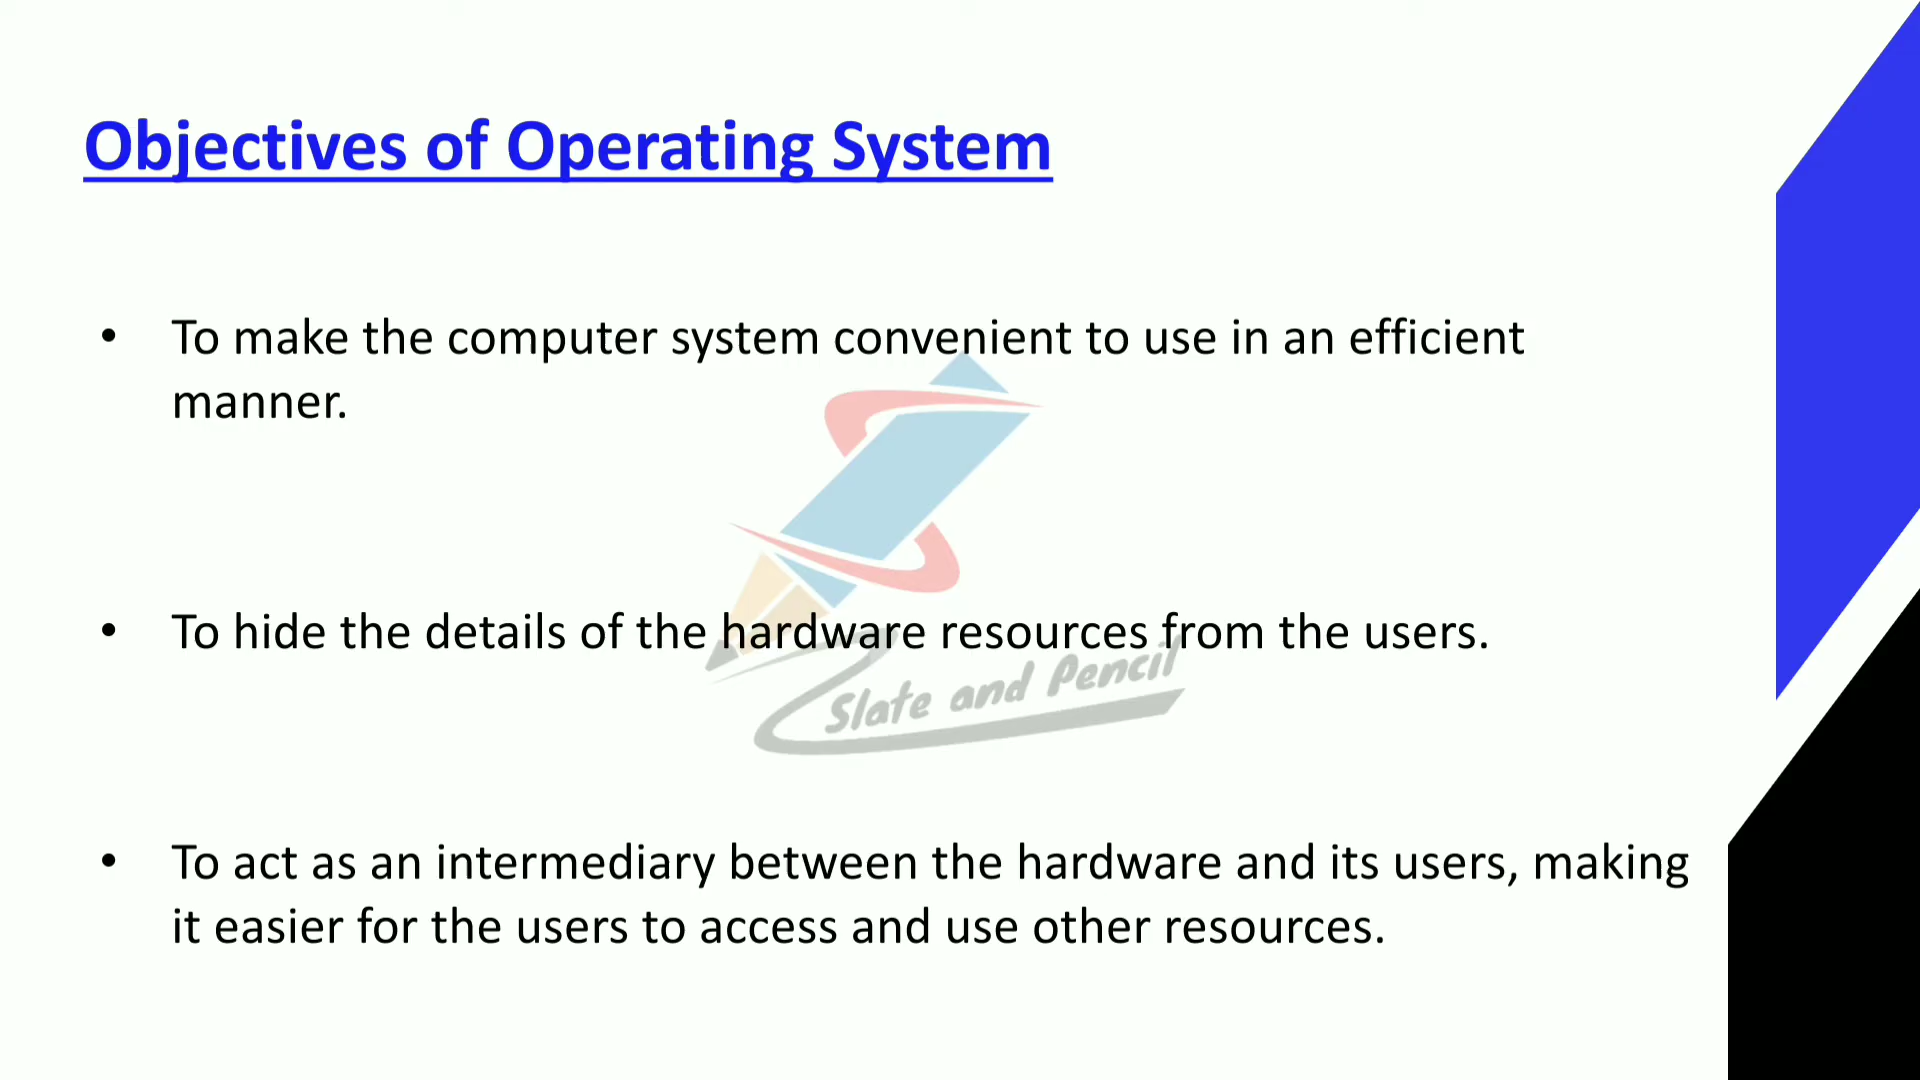 Objectives of Operating System
• To make the computer system convenient to use in an efficient
manner.
• To hide the details of the hardware resources from the users.
Slate and Pencil
• To act as an intermediary between the hardware and its users, making
it easier for the users to access and use other resources.